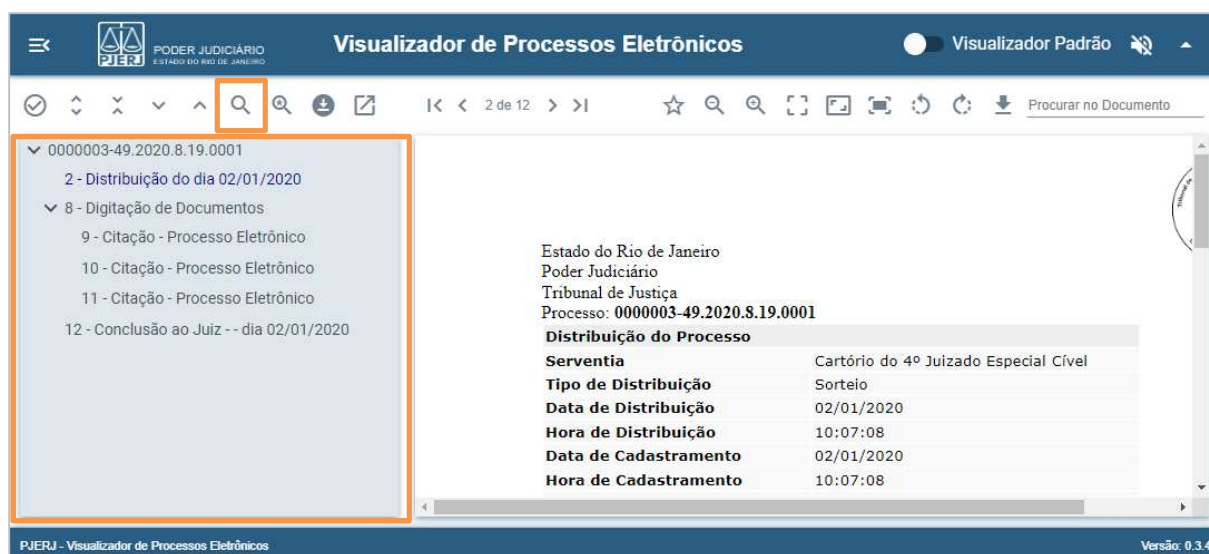 PJERJ
PODER JUDICIÁRIO
ESTADO DO RIO DE JANEIRO
Visualizador de Processos Eletrônicos
Visualizador Padrão
2 de 12
Procurar no Documento
0000003-49.2020.8.19.0001
2 - Distribuição do dia 02/01/2020
8 - Digitação de Documentos
9 - Citação - Processo Eletrônico
10 - Citação - Processo Eletrônico
11 - Citação - Processo Eletrônico
12 - Conclusão ao Juiz - - dia 02/01/2020
Tribunal de
Estado do Rio de Janeiro
Poder Judiciário
Tribunal de Justiça
Processo: 0000003-49.2020.8.19.0001
Distribuição do Processo
Serventia Cartório do 4º Juizado Especial Cível
Tipo de Distribuição Sorteio
Data de Distribuição 02/01/2020
Hora de Distribuição 10:07:08
Data de Cadastramento 02/01/2020
Hora de Cadastramento 10:07:08
PJERJ - Visualizador de Processos Eletrônicos
Versão: 0.3.4